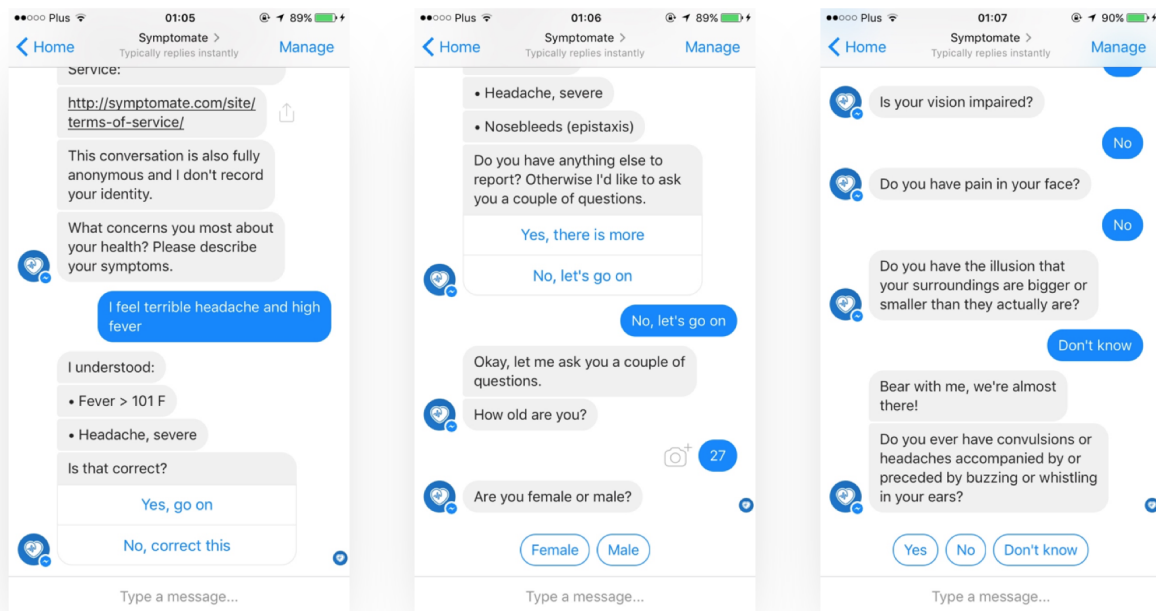 Plus 01:05 89%
Home Symptomate > Manage
Typically replies instantly
Service:
http://symptomate.com/site/
terms-of-service/
This conversation is also fully
anonymous and I don't record
your identity.
What concerns you most about
your health? Please describe
your symptoms.
I feel terrible headache and high
fever
I understood:
• Fever > 101 F
• Headache, severe
Is that correct?
Yes, go on
No, correct this
Type a message...
Plus 01:06 89%
Home Symptomate > Manage
Typically replies instantly
• Headache, severe
• Nosebleeds (epistaxis)
Do you have anything else to
report? Otherwise I'd like to ask
you a couple of questions.
Yes, there is more
No, let's go on
No, let's go on
Okay, let me ask you a couple of
questions.
How old are you?
27
Are you female or male?
Female Male
Type a message...
Plus 01:07 90%
Home Symptomate > Manage
Typically replies instantly
Is your vision impaired?
No
Do you have pain in your face?
No
Do you have the illusion that
your surroundings are bigger or
smaller than they actually are?
Don't know
Bear with me, we're almost
there!
Do you ever have convulsions or
headaches accompanied by or
preceded by buzzing or whistling
in your ears?
Yes No Don't know
Type a message...